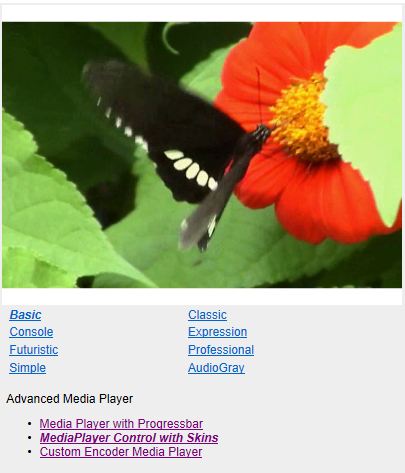 Basic Classic
Console Expression
Futuristic Professional
Simple AudioGray
Advanced Media Player
• Media Player with Progressbar
• MediaPlayer Control with Skins
• Custom Encoder Media Player